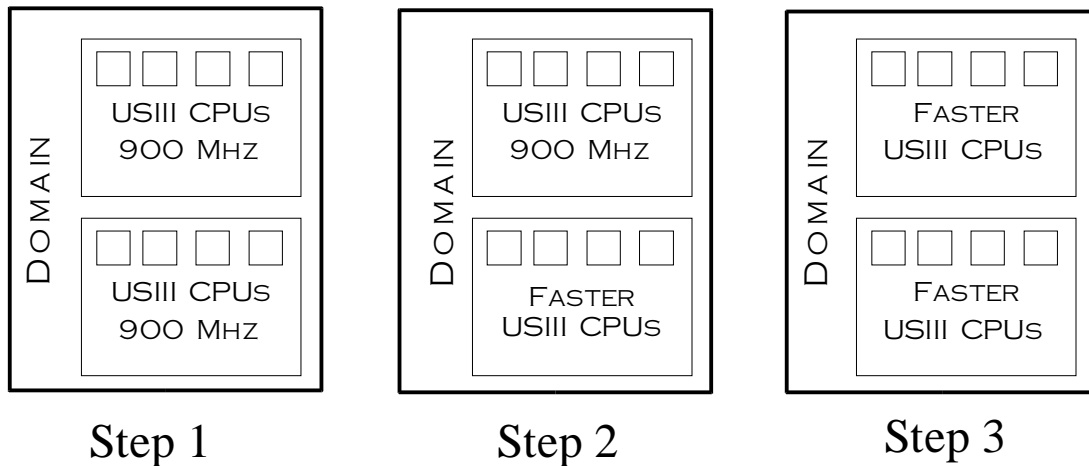 DOMAIN
USIII CPUS
900 MHZ
USIII CPUS
900 MHZ
Step 1
DOMAIN
USIII CPUS
900 MHZ
FASTER
USIII CPUS
Step 2
DOMAIN
FASTER
USIII CPUS
FASTER
USIII CPUS
Step 3